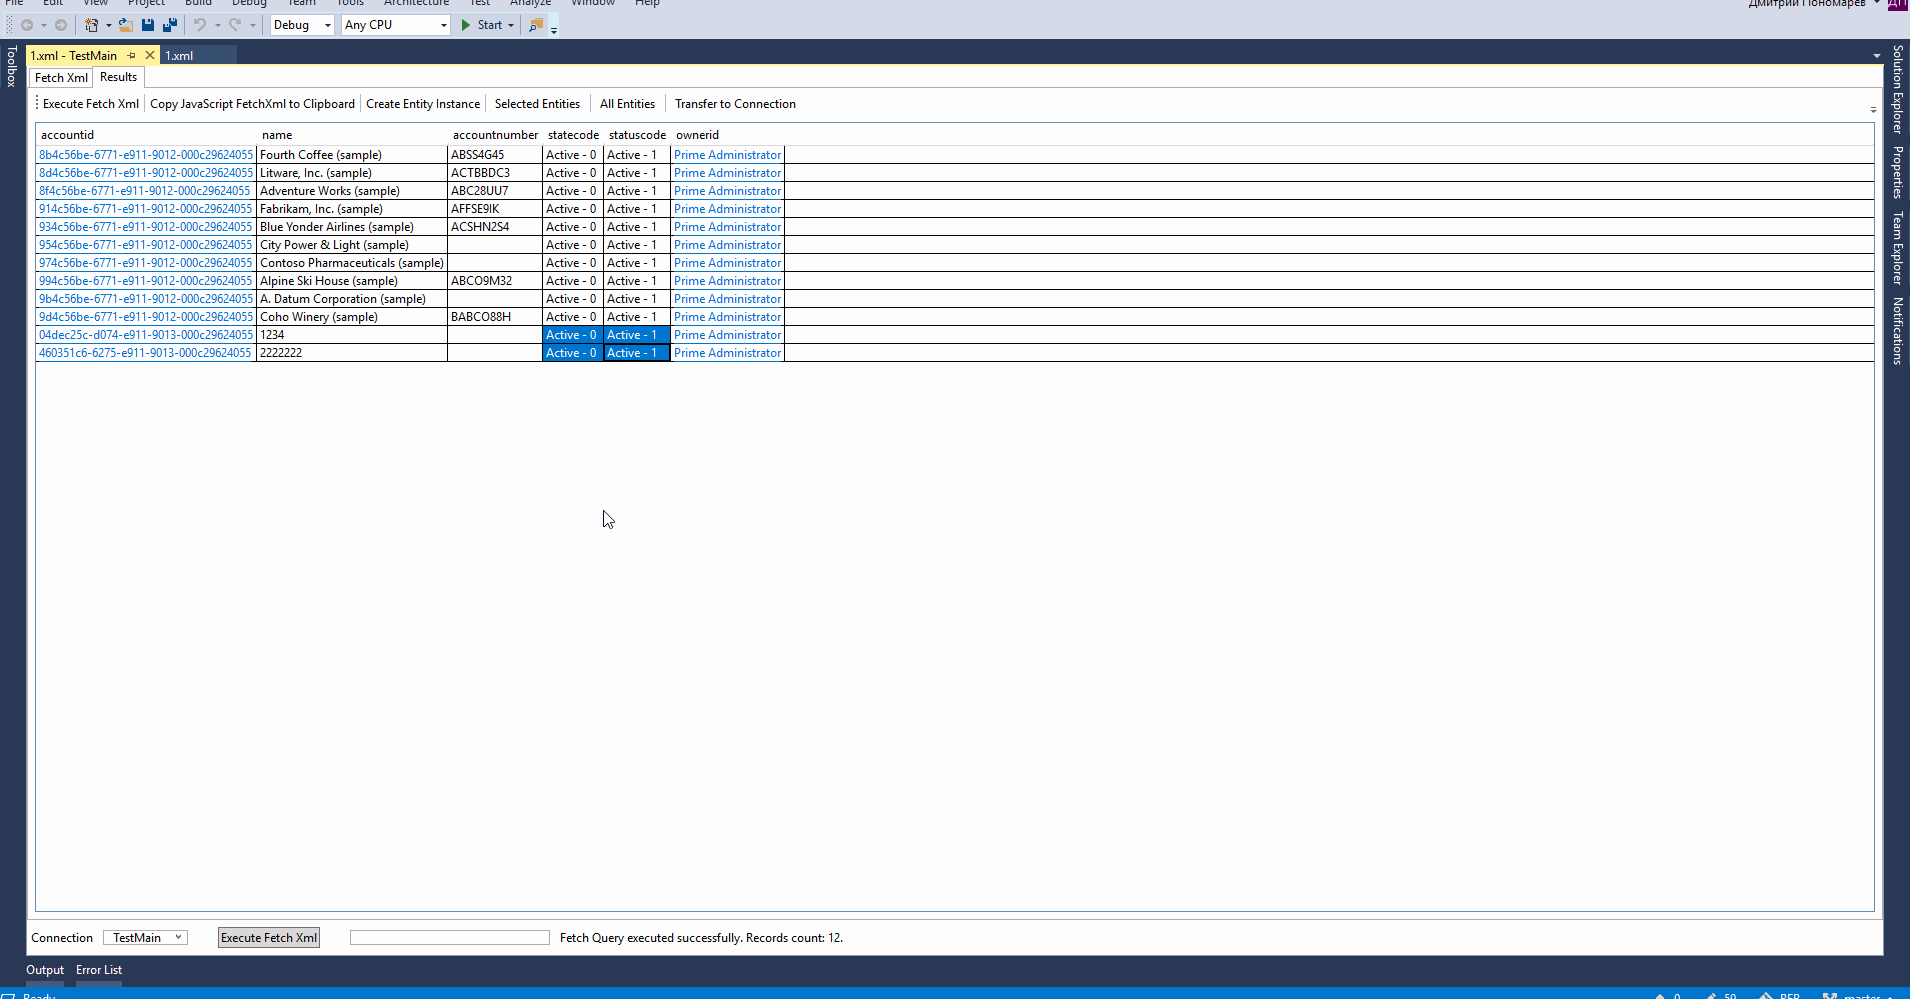 File Edit View Project Build Debug Team Tools Architecture Test Analyze Window Help Дмитрий Пономарев ДП
Debug Any CPU Start
Toolbox
1.xml - TestMain 1.xml
Fetch Xml Results
Execute Fetch Xml Copy JavaScript FetchXml to Clipboard Create Entity Instance Selected Entities All Entities Transfer to Connection
accountid name accountnumber statecode statuscode ownerid
8b4c56be-6771-e911-9012-000c29624055 Fourth Coffee (sample) ABSS4G45 Active - 0 Active - 1 Prime Administrator
8d4c56be-6771-e911-9012-000c29624055 Litware, Inc. (sample) ACTBBDC3 Active - 0 Active - 1 Prime Administrator
8f4c56be-6771-e911-9012-000c29624055 Adventure Works (sample) ABC28UU7 Active - 0 Active - 1 Prime Administrator
914c56be-6771-e911-9012-000c29624055 Fabrikam, Inc. (sample) AFFSE9IK Active - 0 Active - 1 Prime Administrator
934c56be-6771-e911-9012-000c29624055 Blue Yonder Airlines (sample) ACSHN2S4 Active - 0 Active - 1 Prime Administrator
954c56be-6771-e911-9012-000c29624055 City Power & Light (sample) Active - 0 Active - 1 Prime Administrator
974c56be-6771-e911-9012-000c29624055 Contoso Pharmaceuticals (sample) Active - 0 Active - 1 Prime Administrator
994c56be-6771-e911-9012-000c29624055 Alpine Ski House (sample) ABCO9M32 Active - 0 Active - 1 Prime Administrator
9b4c56be-6771-e911-9012-000c29624055 A. Datum Corporation (sample) Active - 0 Active - 1 Prime Administrator
9d4c56be-6771-e911-9012-000c29624055 Coho Winery (sample) BABCO88H Active - 0 Active - 1 Prime Administrator
04dec25c-d074-e911-9013-000c29624055 1234 Active - 0 Active - 1 Prime Administrator
460351c6-6275-e911-9013-000c29624055 2222222 Active - 0 Active - 1 Prime Administrator
Solution Explorer
Properties
Team Explorer
Notifications
Connection TestMain Execute Fetch Xml Fetch Query executed successfully. Records count: 12.
Output Error List
Ready 0 59 master